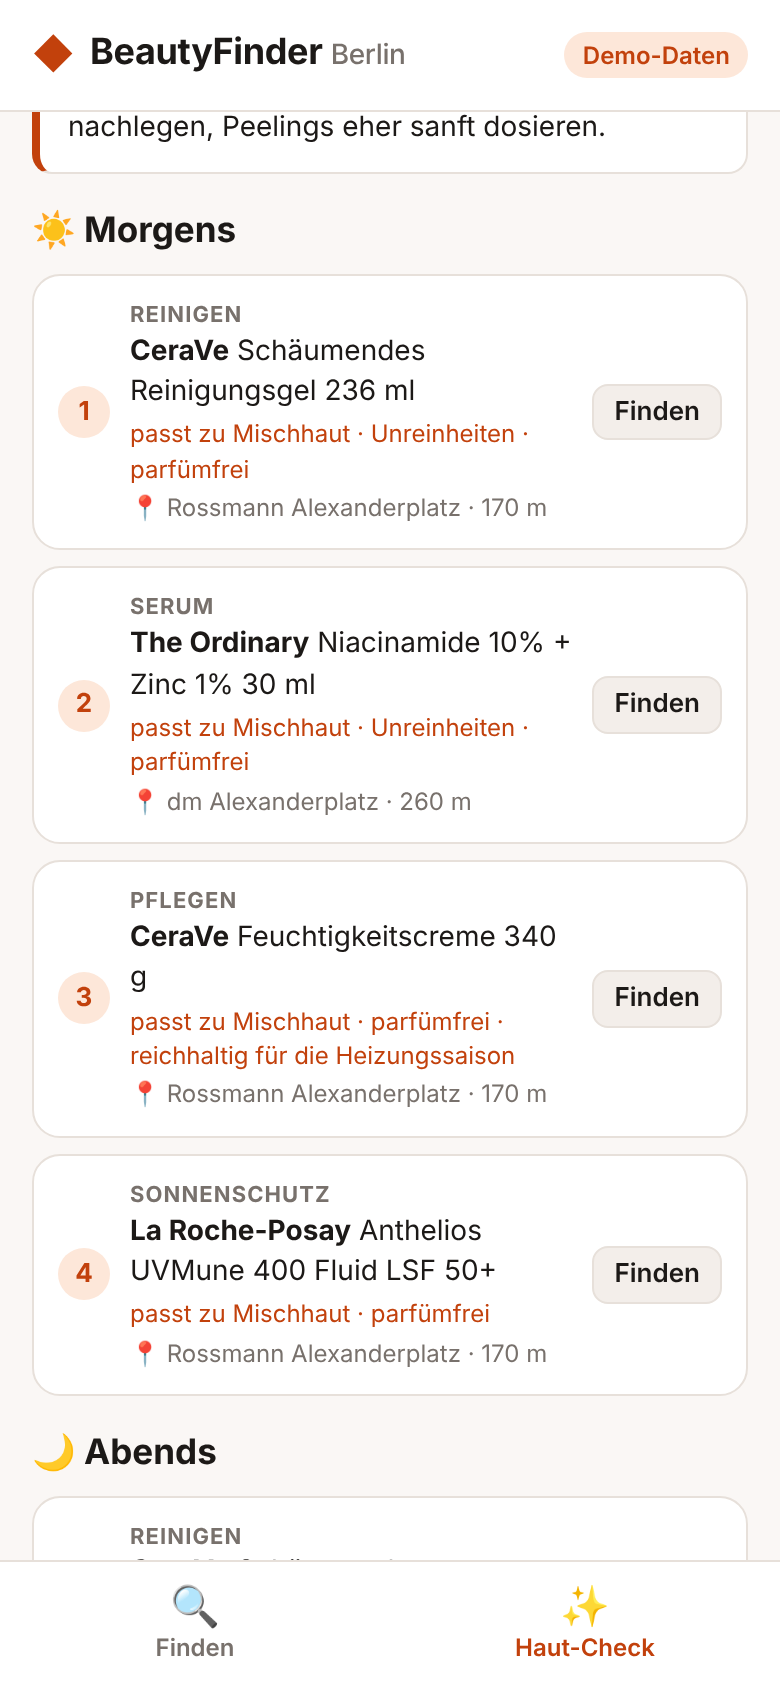 BeautyFinder Berlin
Demo-Daten
nachlegen, Peelings eher sanft dosieren.
Morgens
REINIGEN
CeraVe Schäumendes
Reinigungsgel 236 ml
1
Finden
passt zu Mischhaut · Unreinheiten ·
parfümfrei
Rossmann Alexanderplatz · 170 m
SERUM
The Ordinary Niacinamide 10% +
Zinc 1% 30 ml
2
Finden
passt zu Mischhaut · Unreinheiten ·
parfümfrei
dm Alexanderplatz · 260 m
PFLEGEN
CeraVe Feuchtigkeitscreme 340
g
3
Finden
passt zu Mischhaut · parfümfrei ·
reichhaltig für die Heizungssaison
Rossmann Alexanderplatz · 170 m
SONNENSCHUTZ
La Roche-Posay Anthelios
UVMune 400 Fluid LSF 50+
4
Finden
passt zu Mischhaut · parfümfrei
Rossmann Alexanderplatz · 170 m
Abends
REINIGEN
Finden
Haut-Check